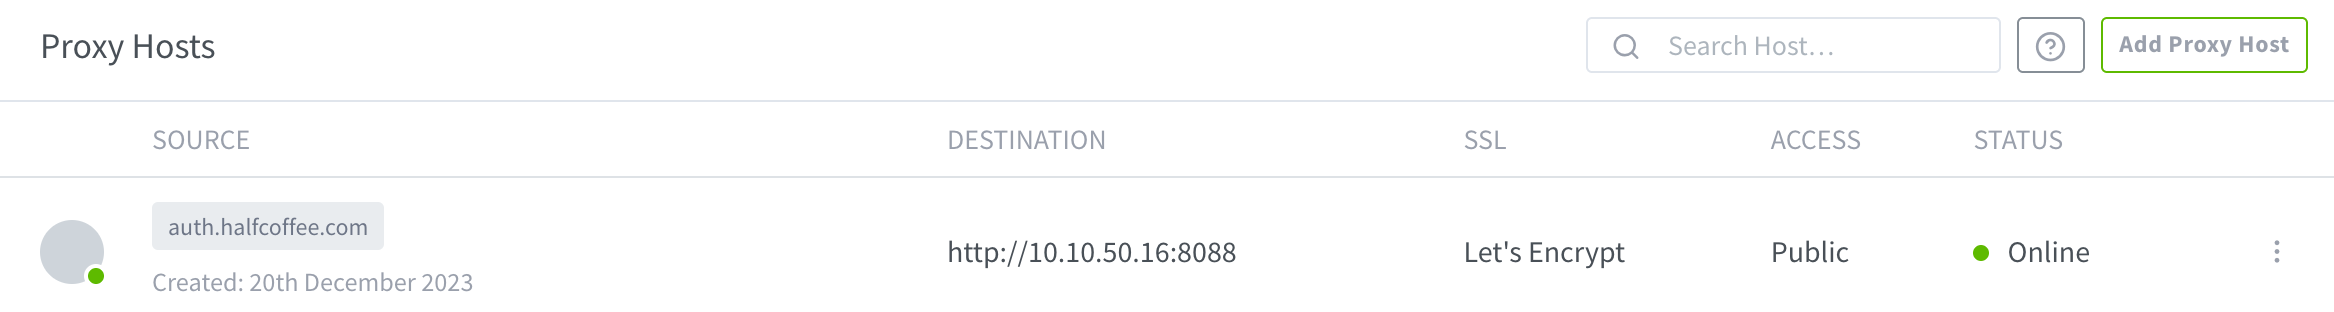 Proxy Hosts
Search Host...
Add Proxy Host
SOURCE DESTINATION SSL ACCESS STATUS
auth.halfcoffee.com
Created: 20th December 2023
http://10.10.50.16:8088
Let's Encrypt
Public
Online